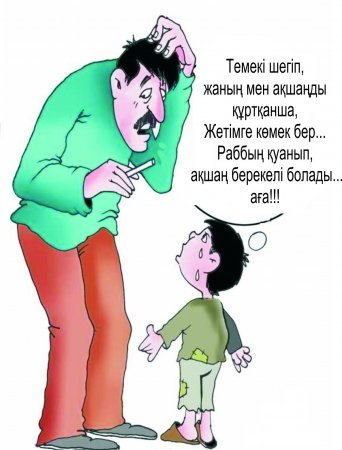 Темекі шегіп,
жаның мен ақшаңды
құртқанша,
Жетімге көмек бер...
Раббың қуанып,
ақшаң берекелі болады...
аға!!!